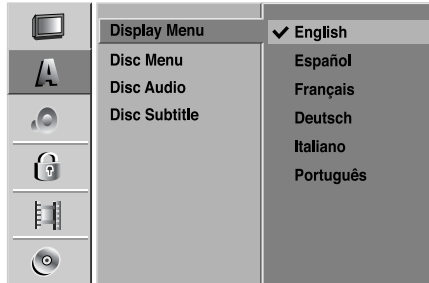 Display Menu
Disc Menu
Disc Audio
Disc Subtitle
English
Español
Français
Deutsch
Italiano
Português
A